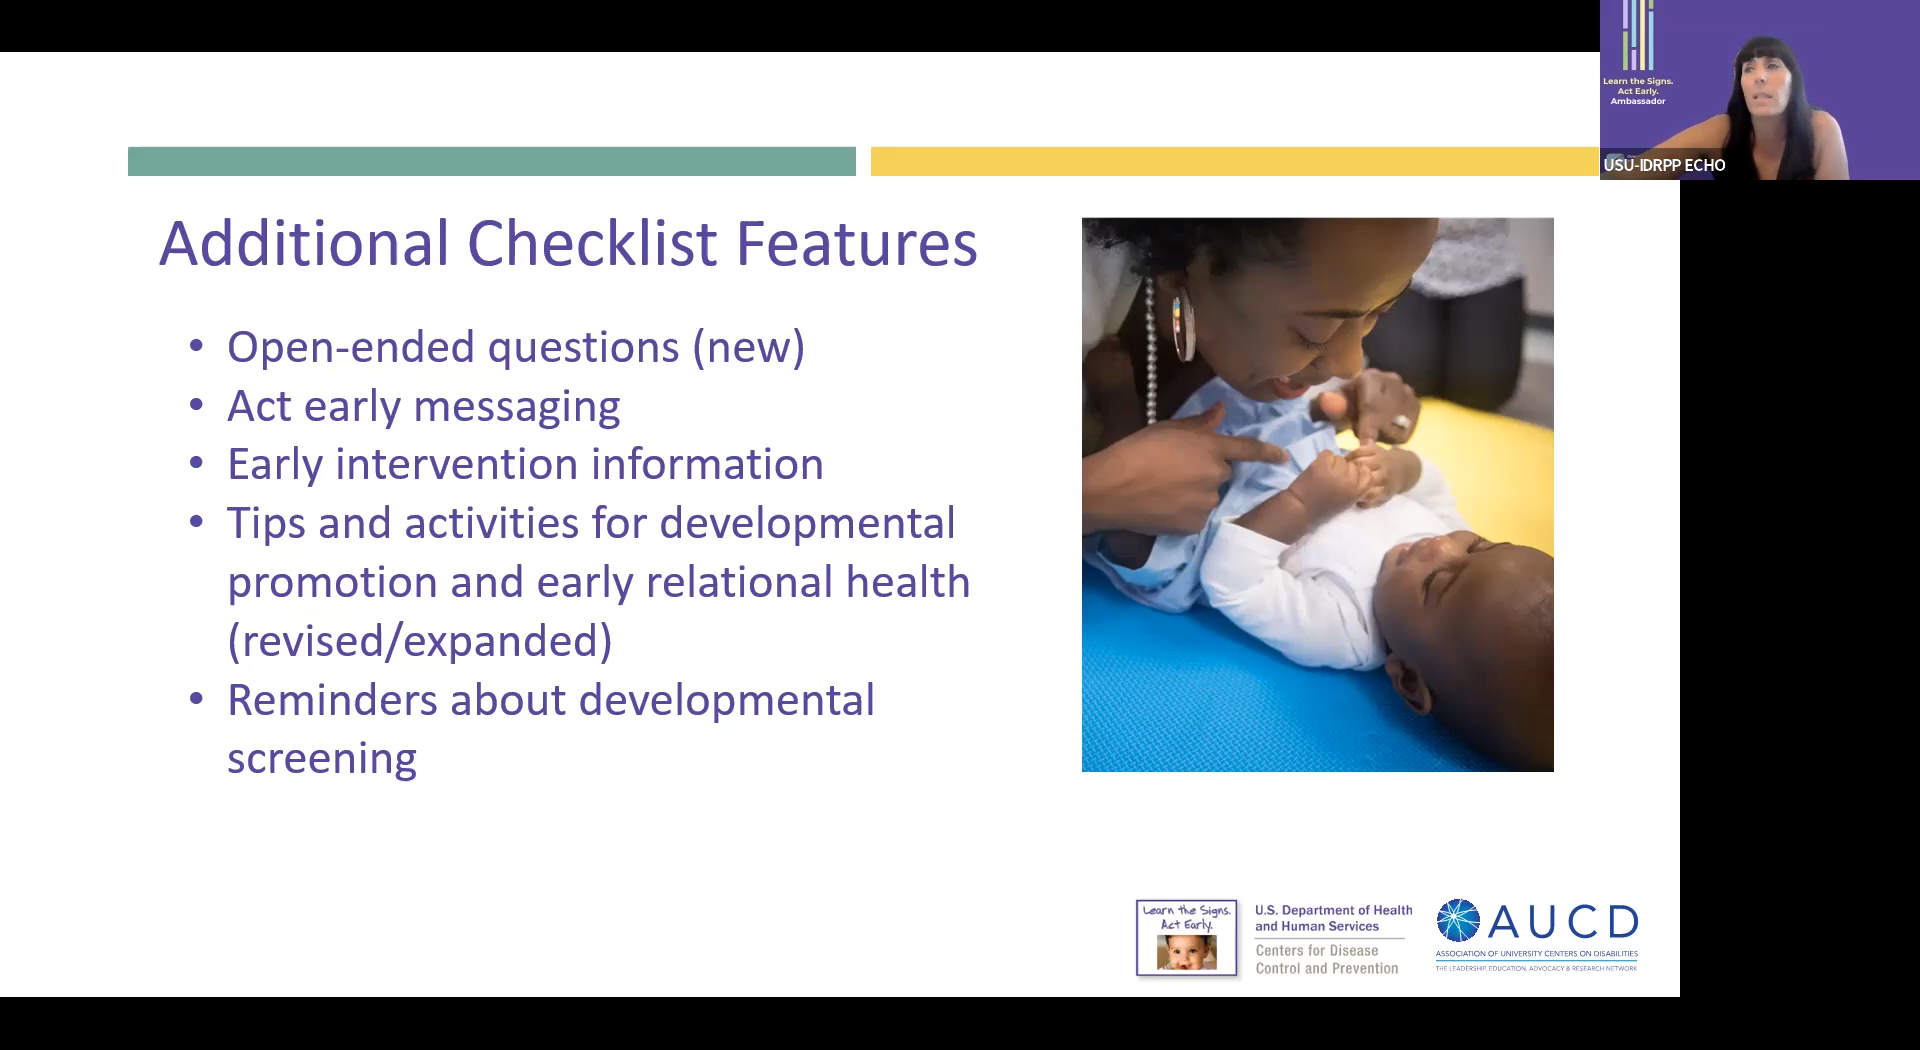 Learn the Signs.
Act Early.
Ambassador
USU-IDRPP ECHO
Additional Checklist Features
• Open-ended questions (new)
• Act early messaging
• Early intervention information
• Tips and activities for developmental
promotion and early relational health
(revised/expanded)
• Reminders about developmental
screening
Learn the Signs.
Act Early.
U.S. Department of Health
and Human Services
Centers for Disease
Control and Prevention
AUCD
ASSOCIATION OF UNIVERSITY CENTERS ON DISABILITIES
THE LEADERSHIP, EDUCATION, ADVOCACY & RESEARCH NETWORK